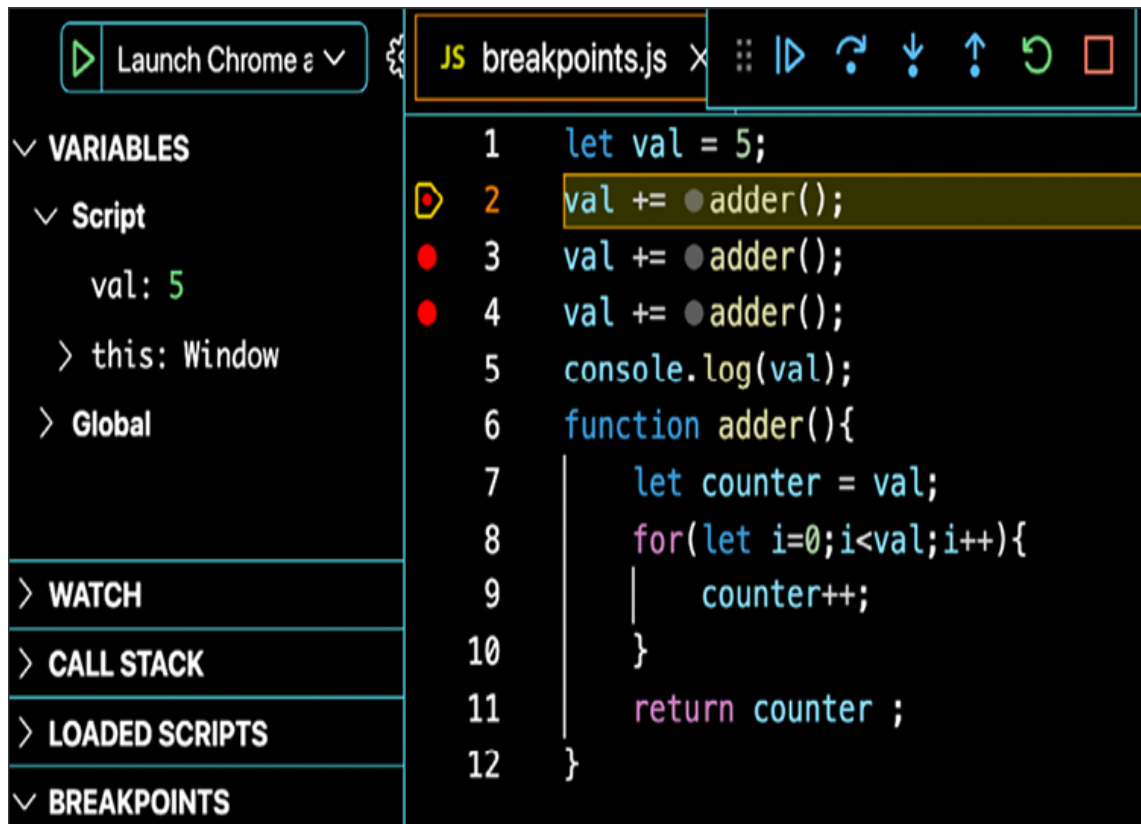 Launch Chrome a
JS breakpoints.js
VARIABLES
Script
val: 5
this: Window
Global
WATCH
CALL STACK
LOADED SCRIPTS
BREAKPOINTS
1 let val = 5;
2 val += adder();
3 val += adder();
4 val += adder();
5 console.log(val);
6 function adder(){
7 let counter = val;
8 for(let i=0;i<val;i++){
9 counter++;
10 }
11 return counter ;
12 }